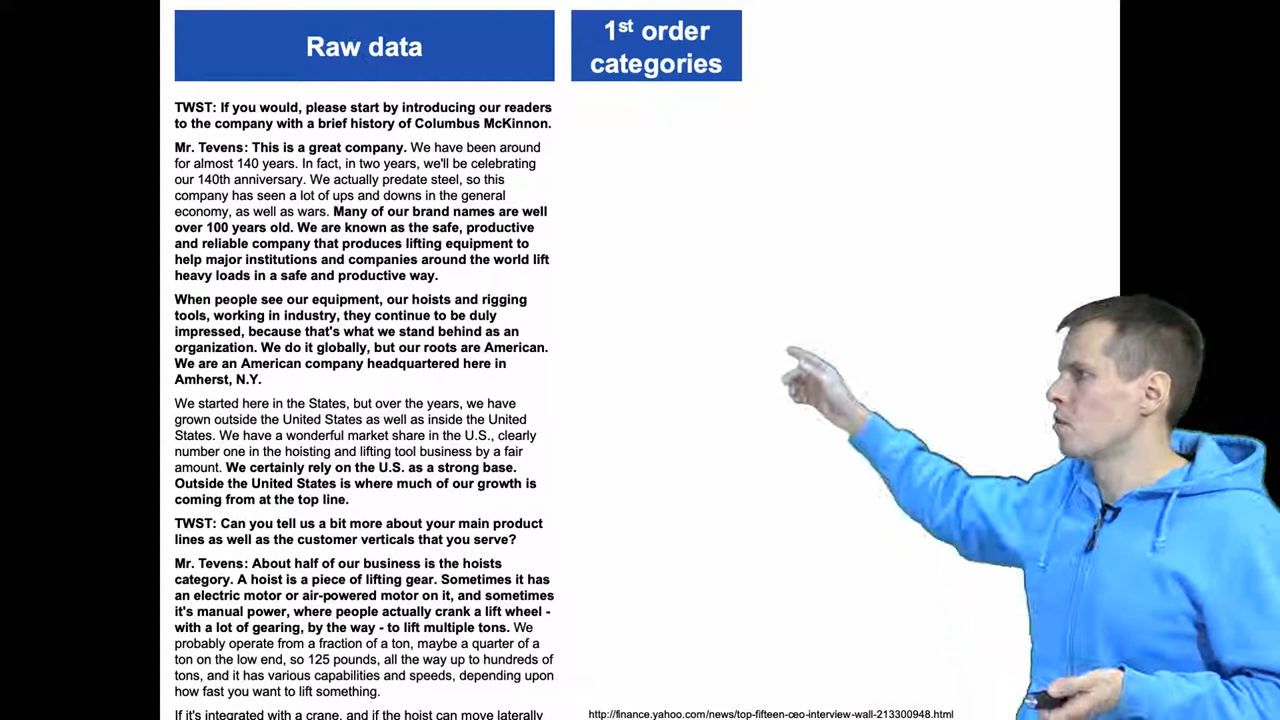 Raw data
1st order
categories
TWST: If you would, please start by introducing our readers
to the company with a brief history of Columbus McKinnon.
Mr. Tevens: This is a great company. We have been around
for almost 140 years. In fact, in two years, we'll be celebrating
our 140th anniversary. We actually predate steel, so this
company has seen a lot of ups and downs in the general
economy, as well as wars. Many of our brand names are well
over 100 years old. We are known as the safe, productive
and reliable company that produces lifting equipment to
help major institutions and companies around the world lift
heavy loads in a safe and productive way.
When people see our equipment, our hoists and rigging
tools, working in industry, they continue to be duly
impressed, because that's what we stand behind as an
organization. We do it globally, but our roots are American.
We are an American company headquartered here in
Amherst, N.Y.
We started here in the States, but over the years, we have
grown outside the United States as well as inside the United
States. We have a wonderful market share in the U.S., clearly
number one in the hoisting and lifting tool business by a fair
amount. We certainly rely on the U.S. as a strong base.
Outside the United States is where much of our growth is
coming from at the top line.
TWST: Can you tell us a bit more about your main product
lines as well as the customer verticals that you serve?
Mr. Tevens: About half of our business is the hoists
category. A hoist is a piece of lifting gear. Sometimes it has
an electric motor or air-powered motor on it, and sometimes
it's manual power, where people actually crank a lift wheel -
with a lot of gearing, by the way - to lift multiple tons. We
probably operate from a fraction of a ton, maybe a quarter of a
ton on the low end, so 125 pounds, all the way up to hundreds of
tons, and it has various capabilities and speeds, depending upon
how fast you want to lift something.
If it's integrated with a crane, and if the hoist can move laterally
http://finance.yahoo.com/news/top-fifteen-ceo-interview-wall-213300948.html